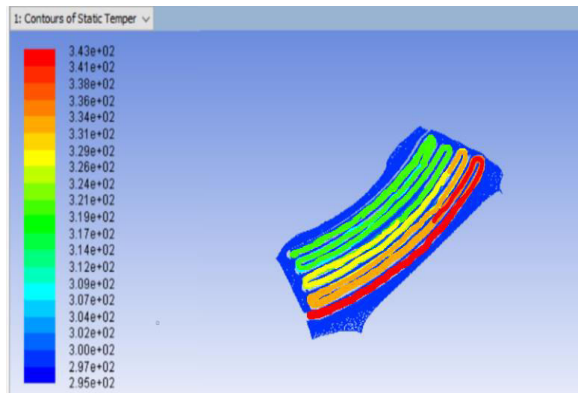 1: Contours of Static Temper
3.43e+02
3.41e+02
3.38e+02
3.36e+02
3.34e+02
3.31e+02
3.29e+02
3.26e+02
3.24e+02
3.21e+02
3.19e+02
3.17e+02
3.14e+02
3.12e+02
3.09e+02
3.07e+02
3.04e+02
3.02e+02
3.00e+02
2.97e+02
2.95e+02